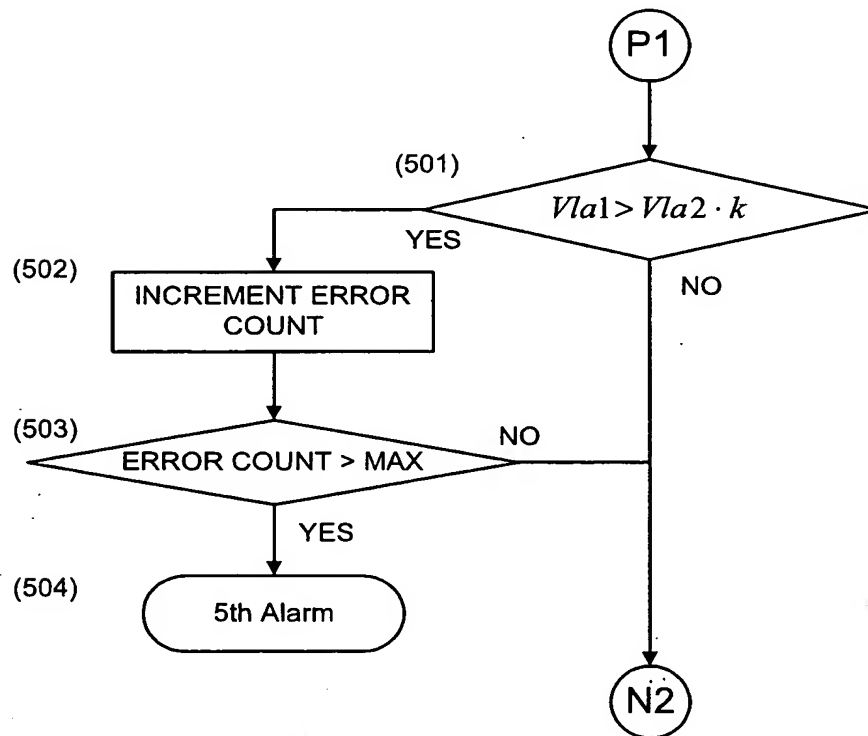 P1
(501)
Vla1 > Vla2 · k
YES
NO
(502)
INCREMENT ERROR
COUNT
(503)
ERROR COUNT > MAX
NO
YES
(504)
5th Alarm
N2